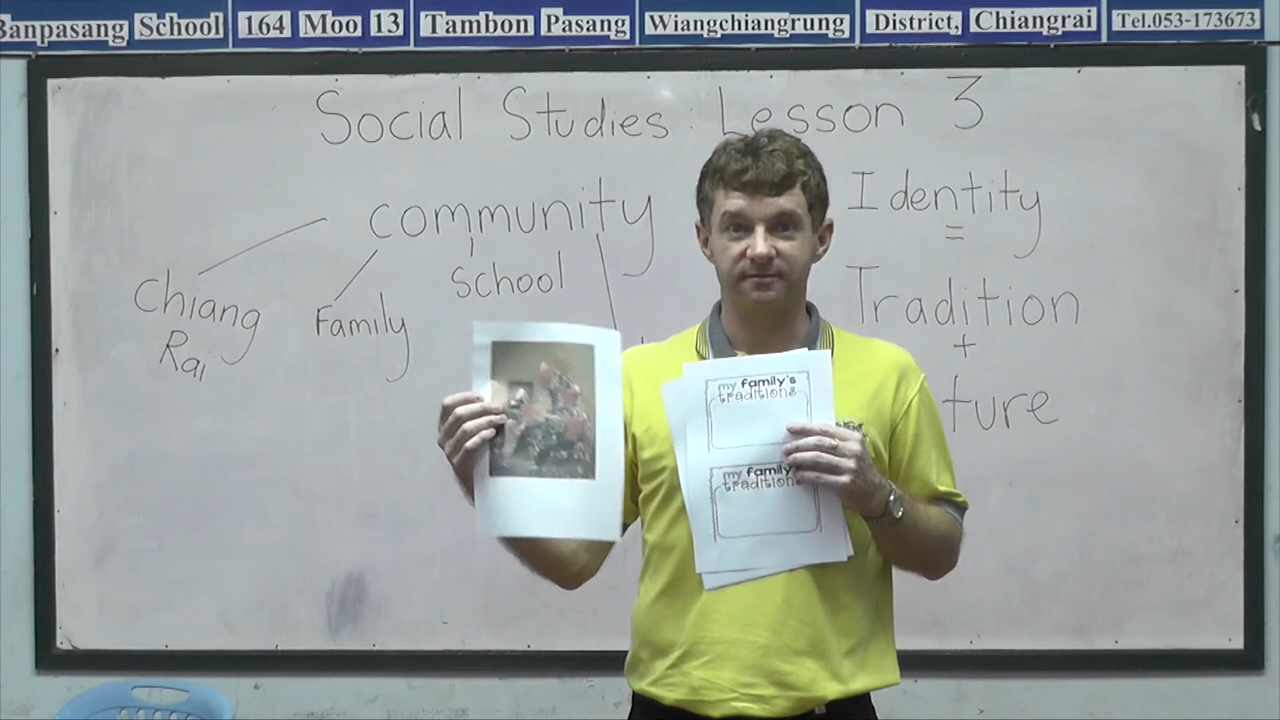 Banpasang School 164 Moo 13 Tambon Pasang Wiangchiangrung District, Chiangrai Tel.053-173673
Social Studies: Lesson 3
community
Chiang
Rai
Family
School
Identity
=
Tradition
+
ture
my family's
traditions
my family
traditions